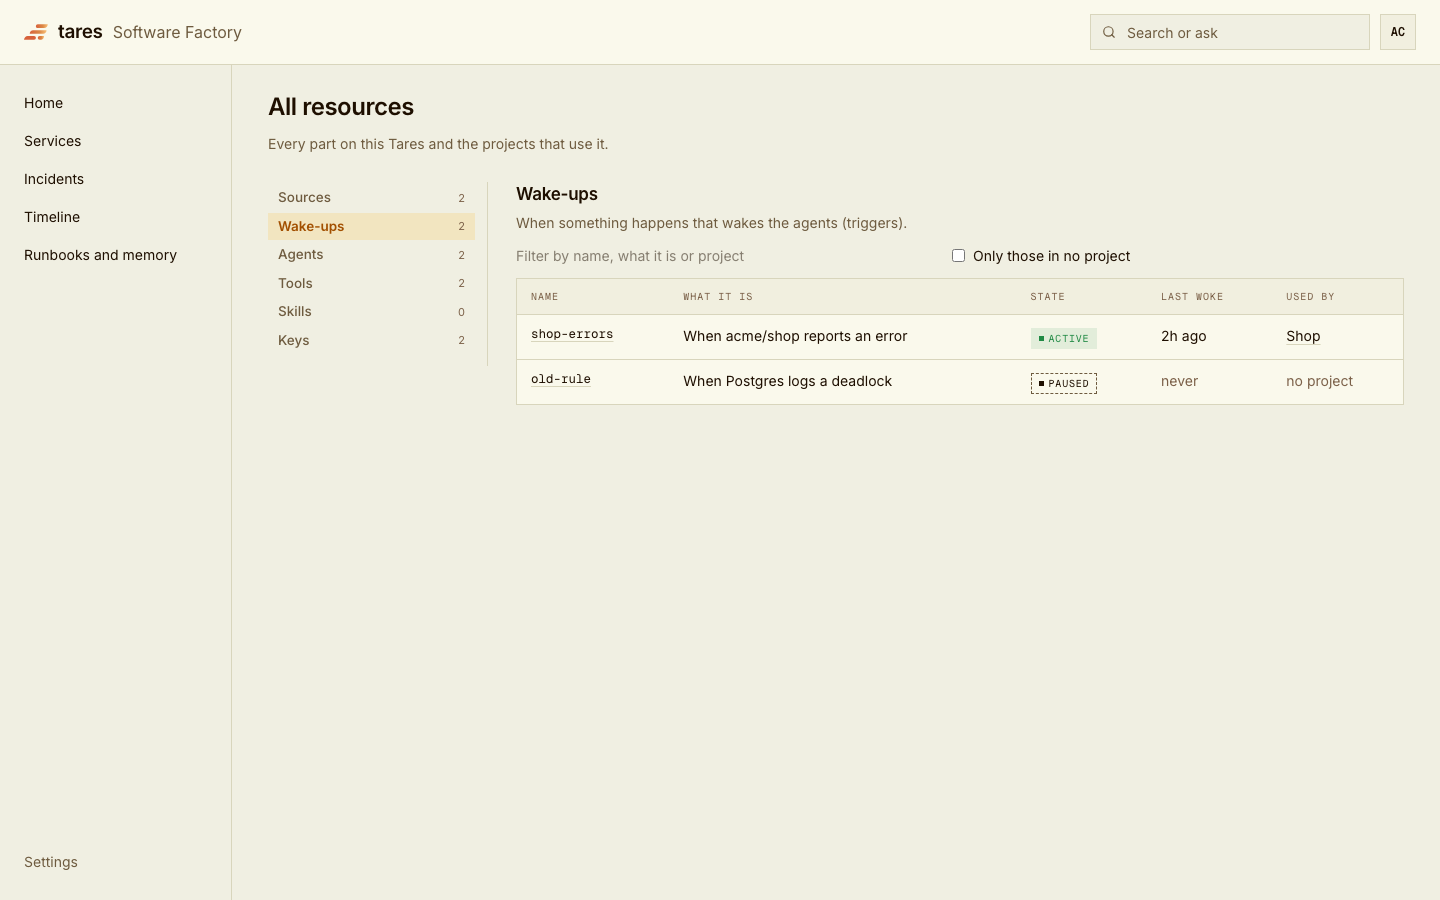 tares Software Factory
Search or ask
AC
Home
Services
Incidents
Timeline
Runbooks and memory
Settings
All resources
Every part on this Tares and the projects that use it.
Sources 2
Wake-ups 2
Agents 2
Tools 2
Skills 0
Keys 2
Wake-ups
When something happens that wakes the agents (triggers).
Filter by name, what it is or project
Only those in no project
NAME WHAT IT IS STATE LAST WOKE USED BY
shop-errors When acme/shop reports an error ACTIVE 2h ago Shop
old-rule When Postgres logs a deadlock PAUSED never no project